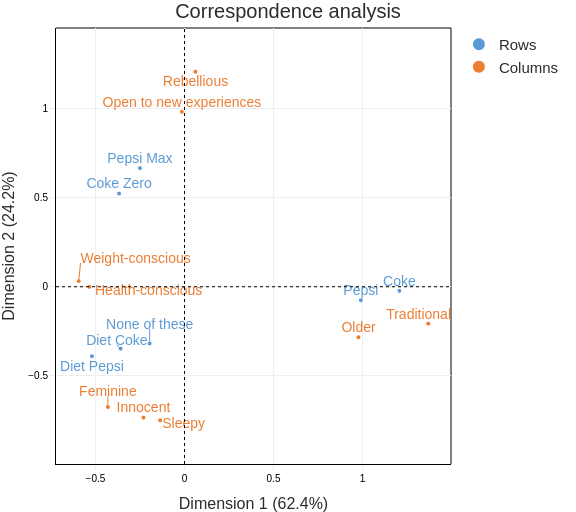 Correspondence analysis
Rows
Columns
Rebellious
Open to new experiences
1
Pepsi Max
Coke Zero
0.5
Weight-conscious
Health-conscious
0
Coke
Pepsi
Traditional
Older
None of these
Diet Coke
Diet Pepsi
−0.5
Feminine
Innocent
Sleepy
−0.5
0
0.5
1
Dimension 1 (62.4%)
Dimension 2 (24.2%)